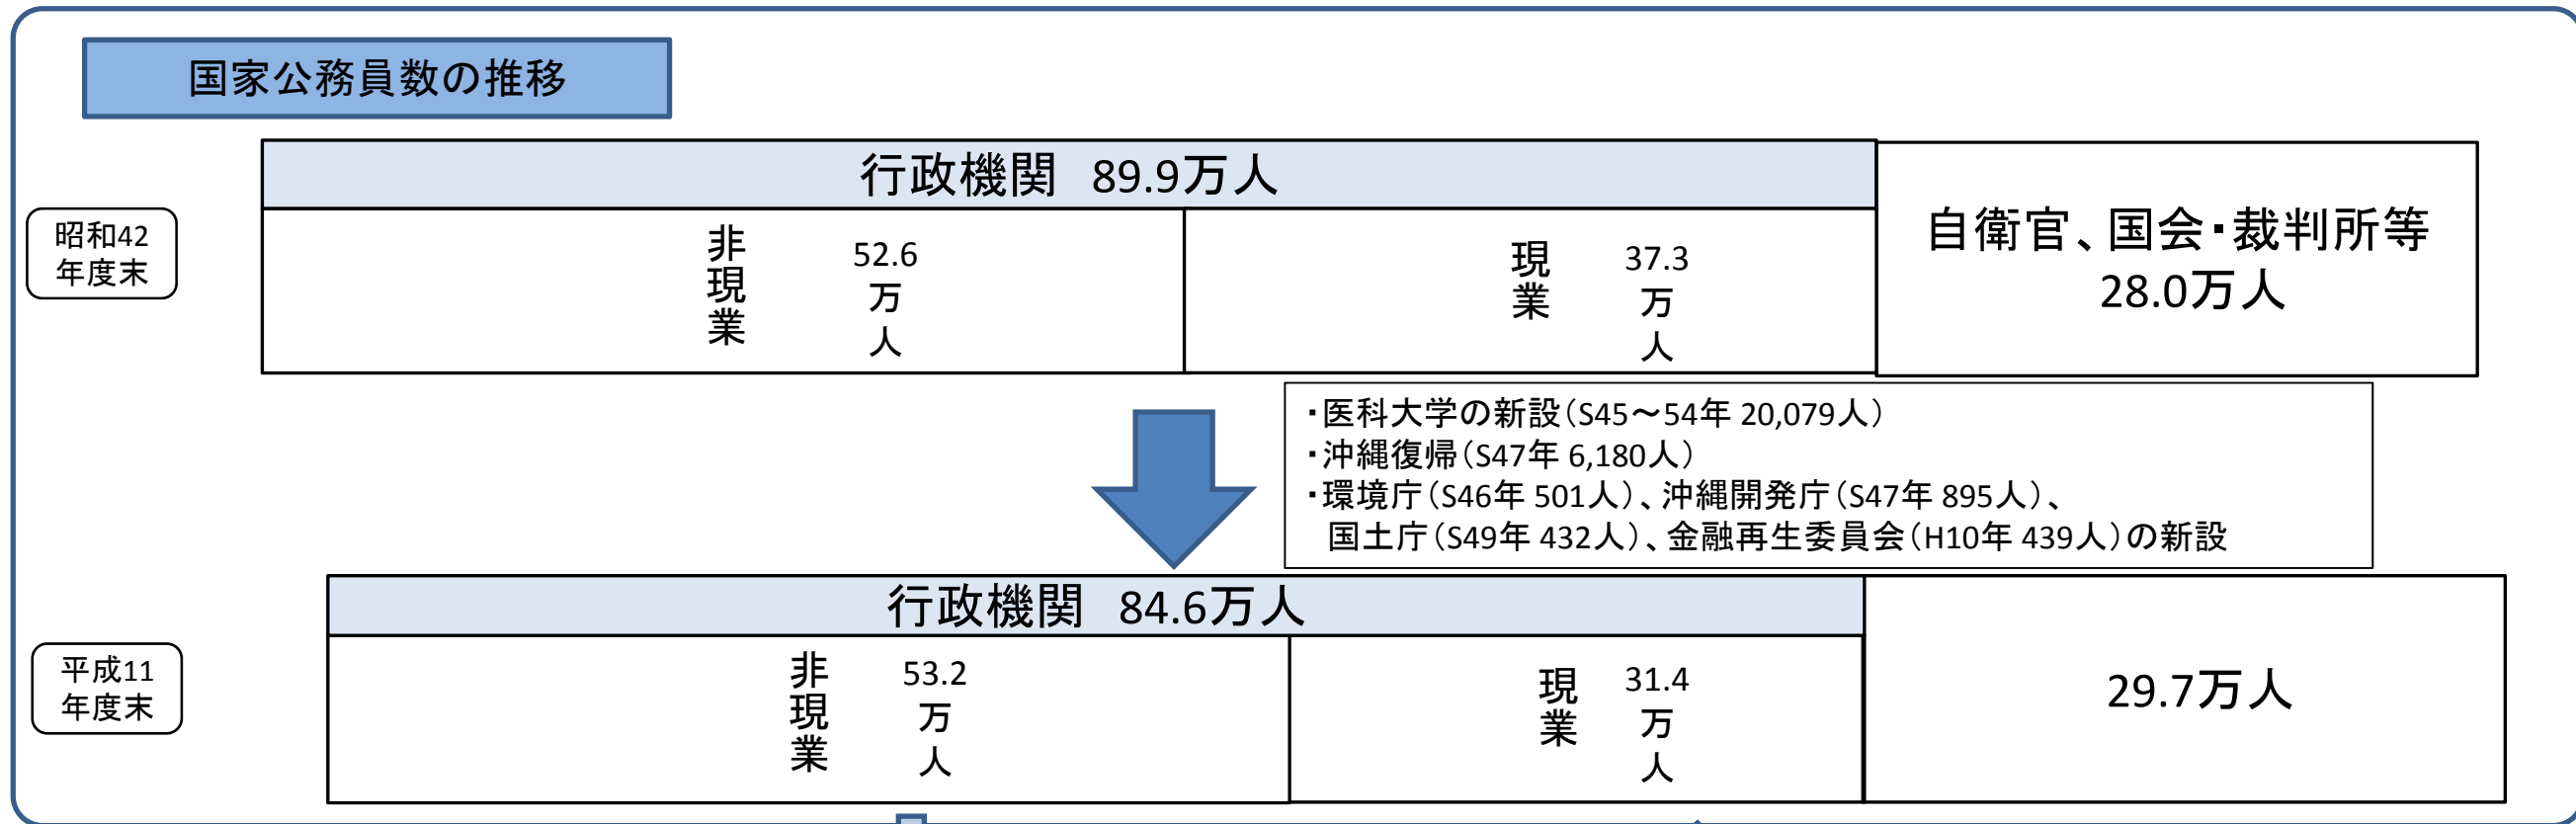 国家公務員数の推移
行政機関 89.9万人
昭和42
年度末
非現業
52.6万人
現業
37.3万人
自衛官、国会・裁判所等
28.0万人
・医科大学の新設(S45～54年 20,079人)
・沖縄復帰(S47年 6,180人)
・環境庁(S46年 501人)、沖縄開発庁(S47年 895人)、
国土庁(S49年 432人)、金融再生委員会(H10年 439人)の新設
行政機関 84.6万人
平成11
年度末
非現業
53.2万人
現業
31.4万人
29.7万人